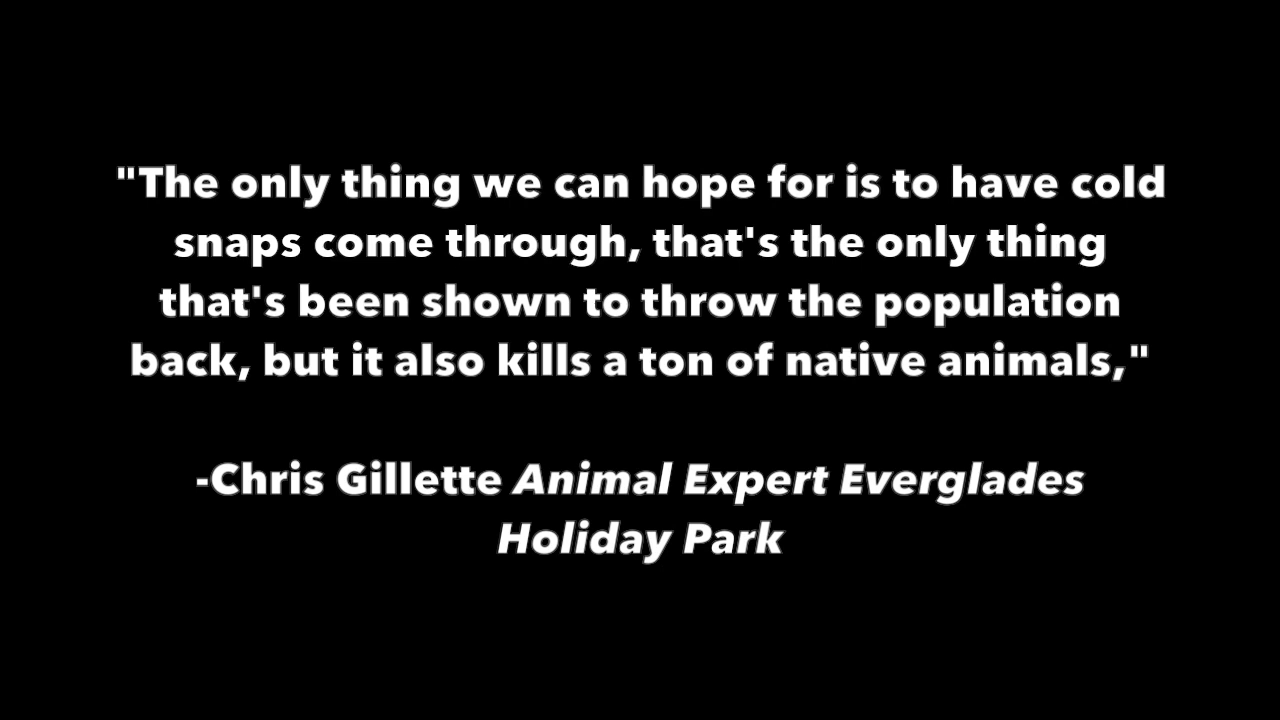 "The only thing we can hope for is to have cold
snaps come through, that's the only thing
that's been shown to throw the population
back, but it also kills a ton of native animals,"
-Chris Gillette Animal Expert Everglades
Holiday Park